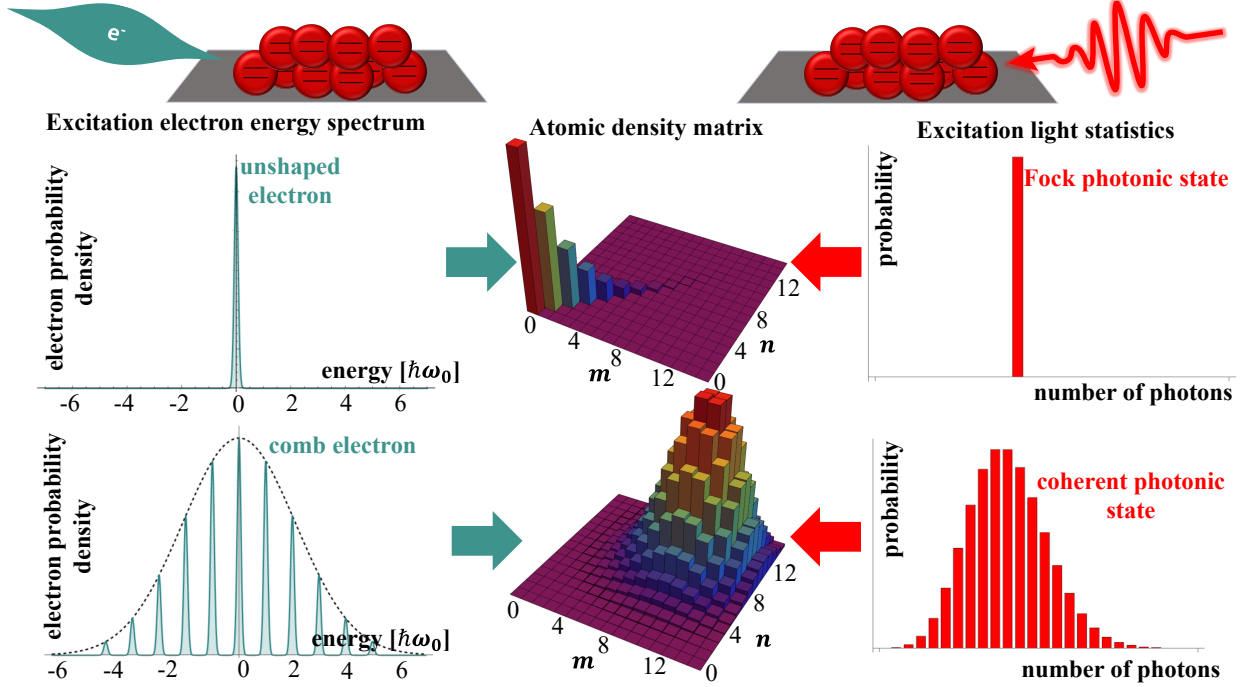 e-
Excitation electron energy spectrum
Atomic density matrix
Excitation light statistics
electron probability
density
unshaped
electron
energy [ℏω₀]
-6 -4 -2 0 2 4 6
0 4 8 12
m
0 4 8 12
n
probability
Fock photonic state
number of photons
electron probability
density
comb electron
energy [ℏω₀]
-6 -4 -2 0 2 4 6
0 4 8 12
m
0 4 8 12
n
probability
coherent photonic
state
number of photons